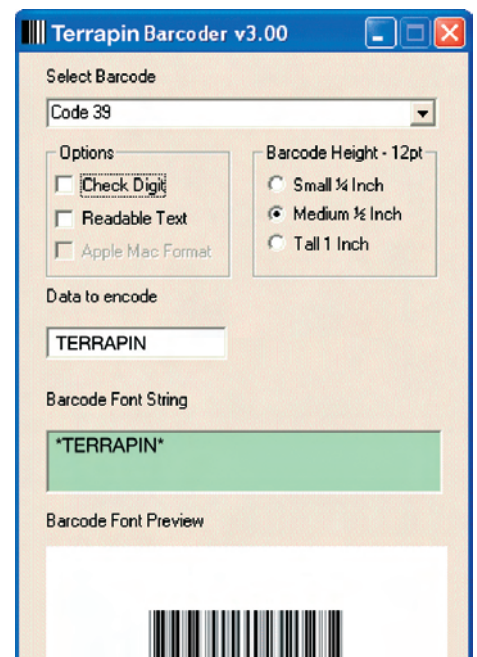 Terrapin Barcoder v3.00
Select Barcode
Code 39
Options
Check Digit
Readable Text
Apple Mac Format
Barcode Height - 12pt
Small ¼ Inch
Medium ½ Inch
Tall 1 Inch
Data to encode
TERRAPIN
Barcode Font String
*TERRAPIN*
Barcode Font Preview